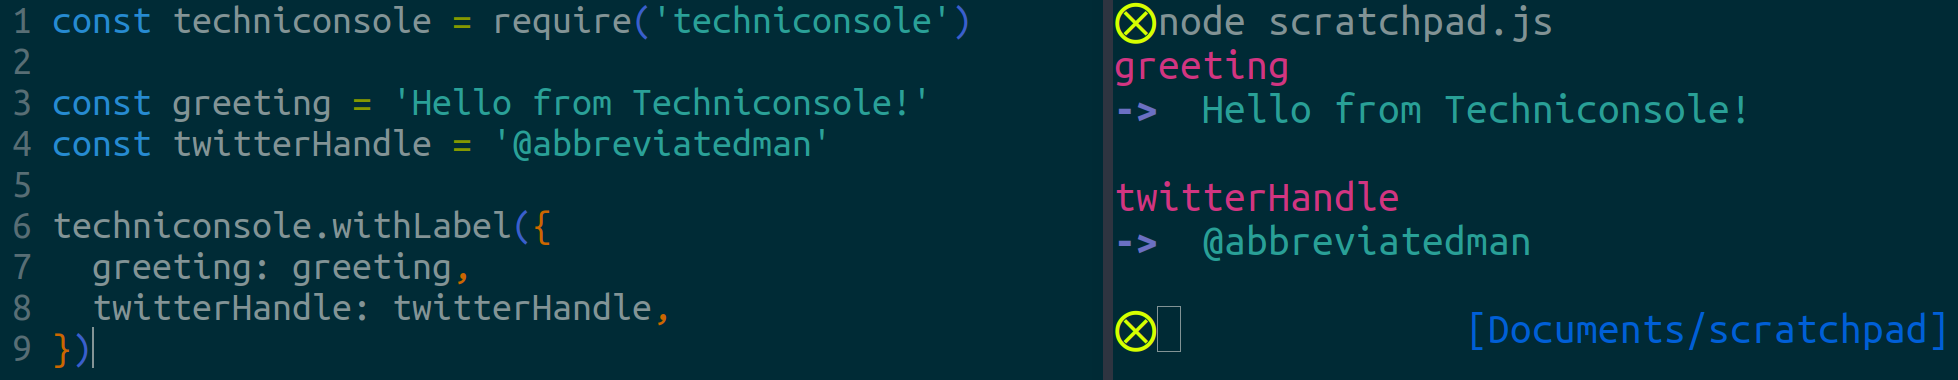 1 const techniconsole = require('techniconsole')
2
3 const greeting = 'Hello from Techniconsole!'
4 const twitterHandle = '@abbreviatedman'
5
6 techniconsole.withLabel({
7   greeting: greeting,
8   twitterHandle: twitterHandle,
9 })
node scratchpad.js
greeting
->  Hello from Techniconsole!
twitterHandle
->  @abbreviatedman
[Documents/scratchpad]